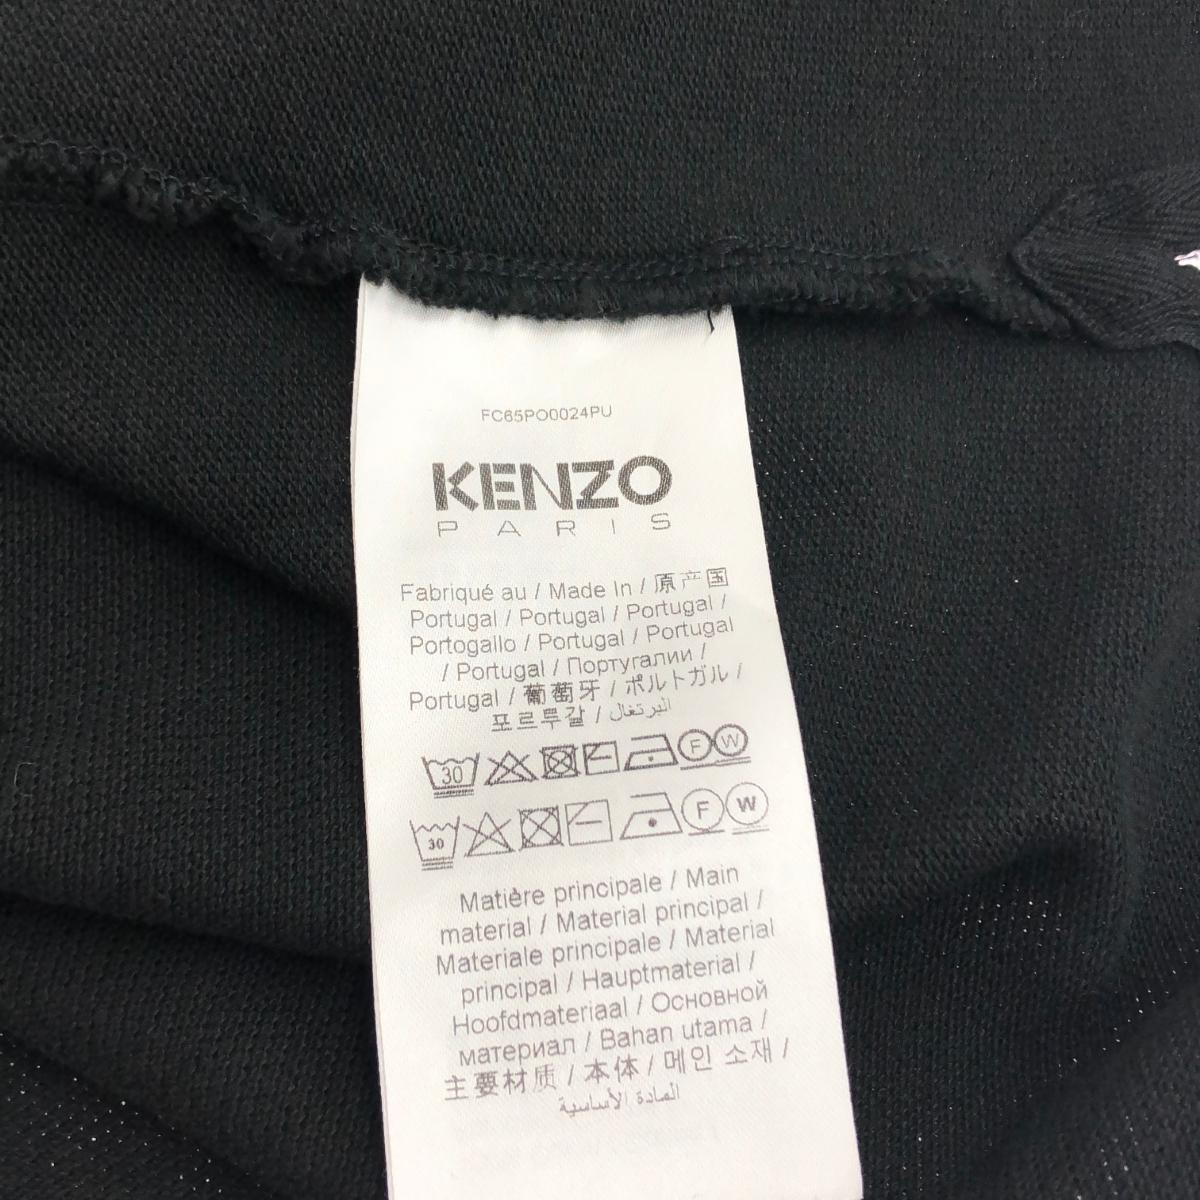 FC65PO0024PU
KENZO
PARIS
Fabriqué au / Made In / 原产国
Portugal / Portugal / Portugal /
Portogallo / Portugal / Portugal
/ Portugal / Португалии /
Portugal / 葡萄牙 / ポルトガル /
포르투갈 / البرتغال
30 F W
30 F W
Matière principale / Main
material / Material principal /
Materiale principale / Material
principal / Hauptmaterial /
Hoofdmateriaal / Основной
материал / Bahan utama /
主要材质 / 本体 / 메인 소재 /
المادة الأساسية